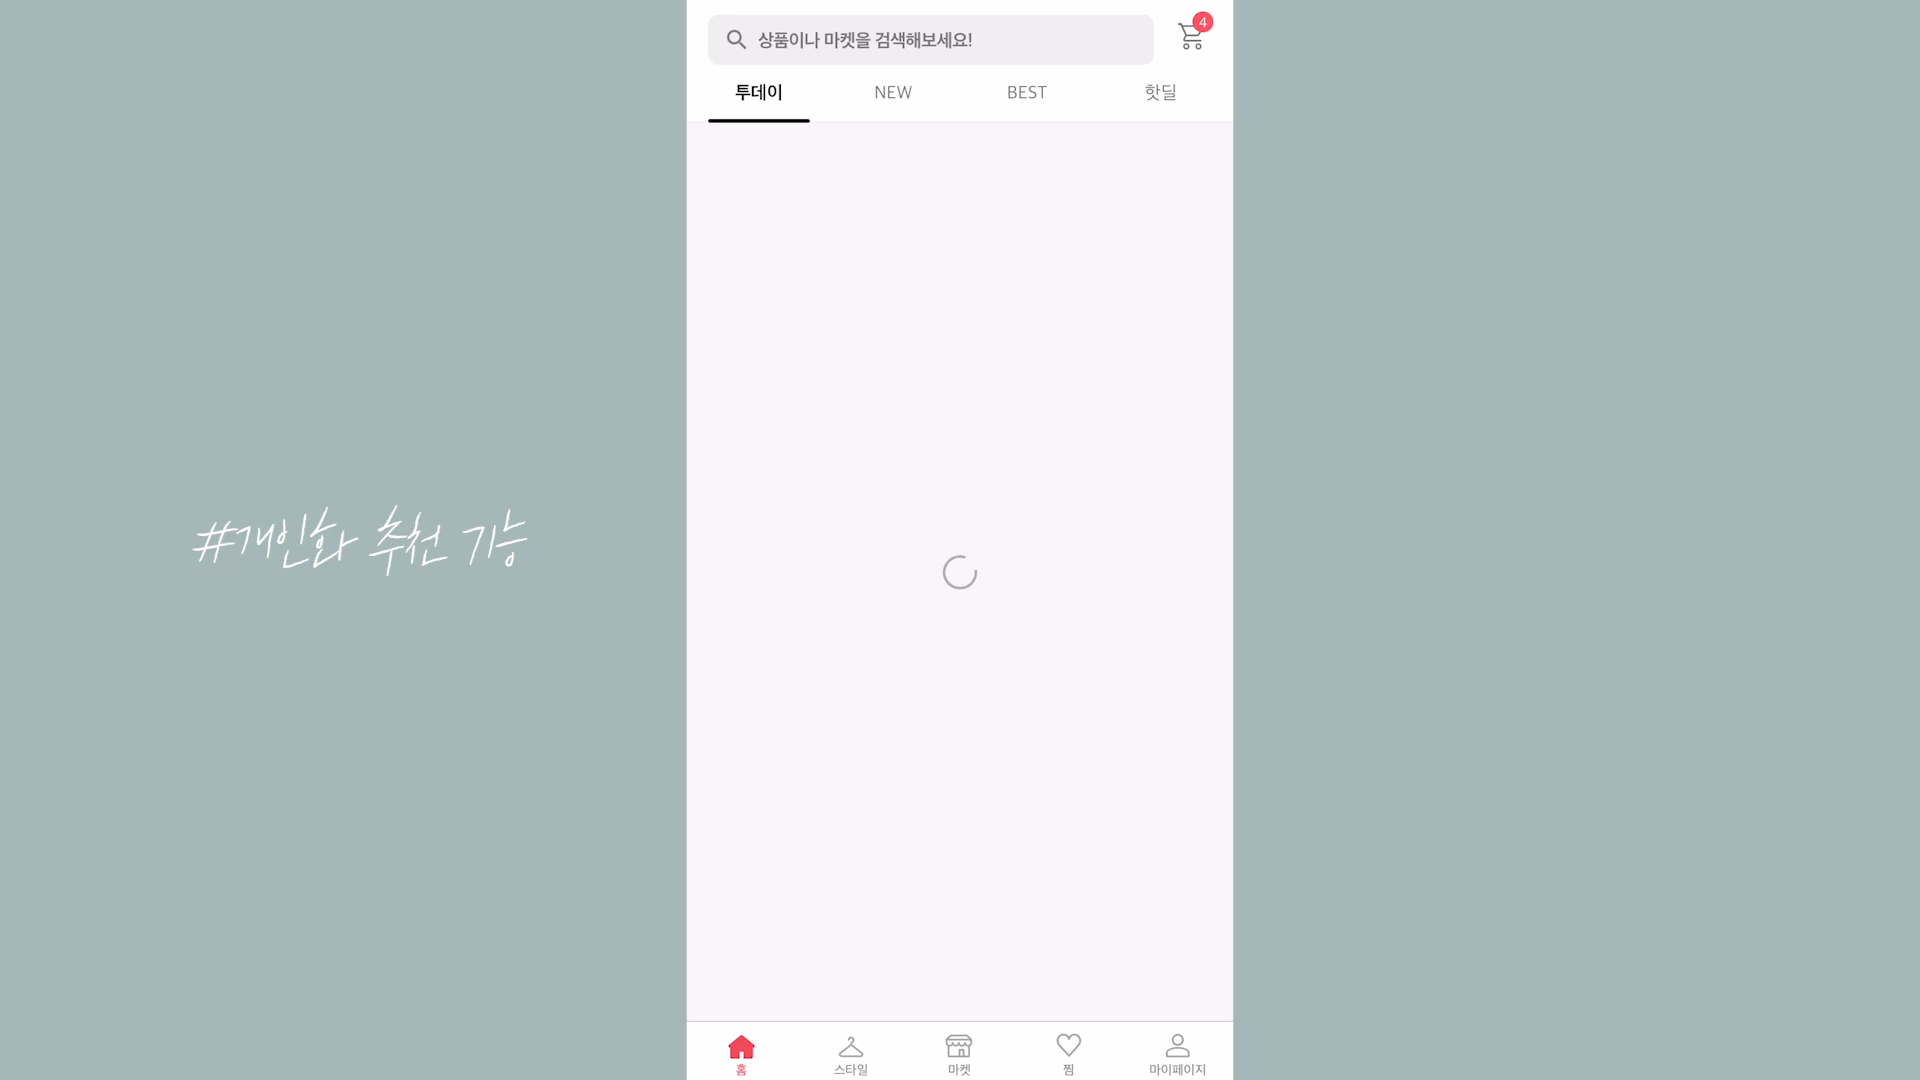 상품이나 마켓을 검색해보세요!
4
투데이 NEW BEST 핫딜
#개인화 추천 기능
홈 스타일 마켓 찜 마이페이지